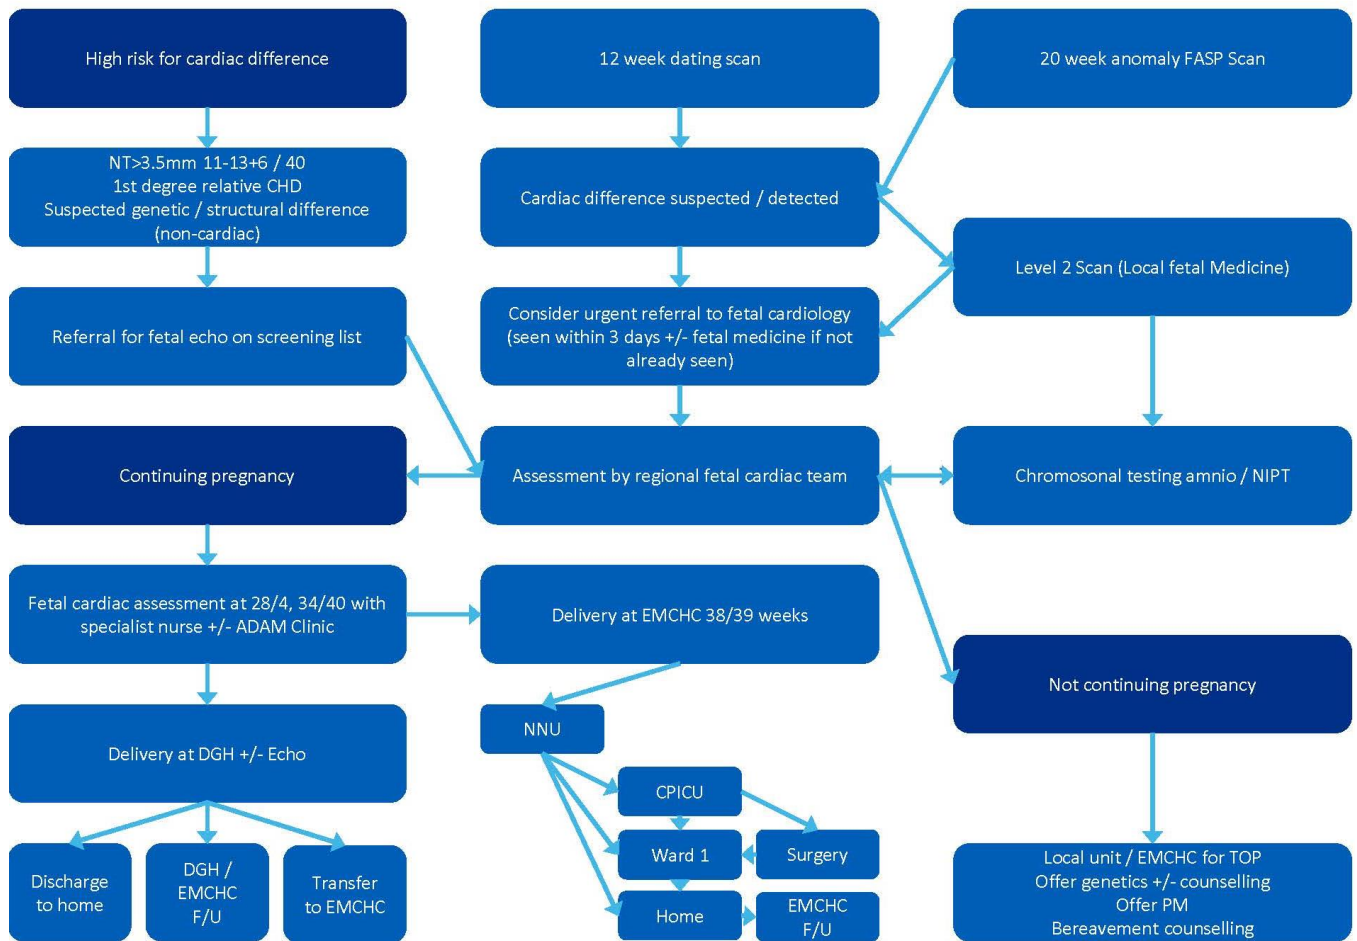 High risk for cardiac difference
12 week dating scan
20 week anomaly FASP Scan
NT>3.5mm 11-13+6 / 40
1st degree relative CHD
Suspected genetic / structural difference
(non-cardiac)
Cardiac difference suspected / detected
Level 2 Scan (Local fetal Medicine)
Referral for fetal echo on screening list
Consider urgent referral to fetal cardiology
(seen within 3 days +/- fetal medicine if not
already seen)
Continuing pregnancy
Assessment by regional fetal cardiac team
Chromosonal testing amnio / NIPT
Fetal cardiac assessment at 28/4, 34/40 with
specialist nurse +/- ADAM Clinic
Delivery at EMCHC 38/39 weeks
Not continuing pregnancy
Delivery at DGH +/- Echo
NNU
CPICU
Ward 1
Surgery
Home
EMCHC
F/U
Discharge
to home
DGH /
EMCHC
F/U
Transfer
to EMCHC
Local unit / EMCHC for TOP
Offer genetics +/- counselling
Offer PM
Bereavement counselling